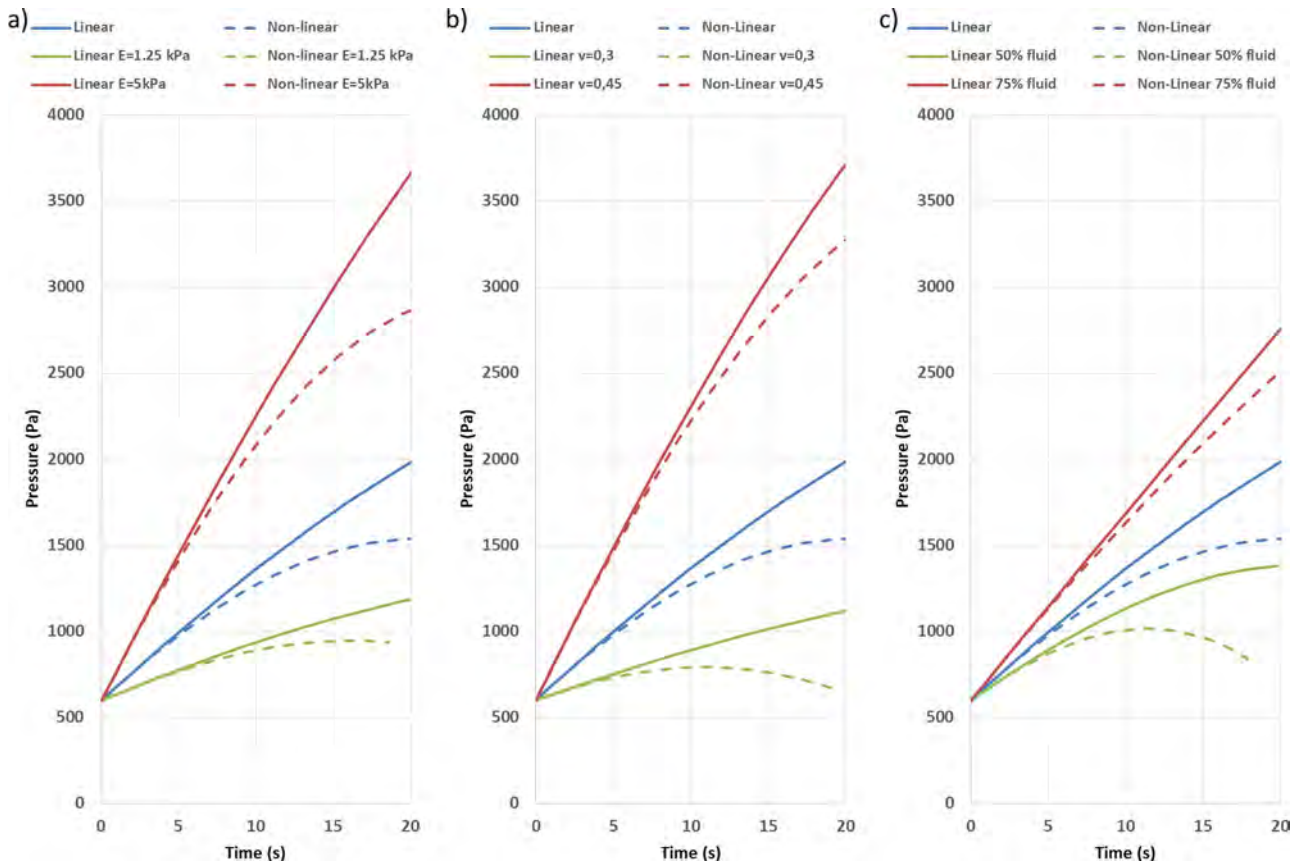 a)
Linear
Non-linear
Linear E=1.25 kPa
Non-linear E=1.25 kPa
Linear E=5kPa
Non-linear E=5kPa
4000
3500
3000
2500
2000
1500
1000
500
0
Pressure (Pa)
0 5 10 15 20
Time (s)
b)
Linear
Non-Linear
Linear v=0,3
Non-Linear v=0,3
Linear v=0,45
Non-Linear v=0,45
4000
3500
3000
2500
2000
1500
1000
500
0
Pressure (Pa)
0 5 10 15 20
Time (s)
c)
Linear
Non-Linear
Linear 50% fluid
Non-Linear 50% fluid
Linear 75% fluid
Non-Linear 75% fluid
4000
3500
3000
2500
2000
1500
1000
500
0
Pressure (Pa)
0 5 10 15 20
Time (s)